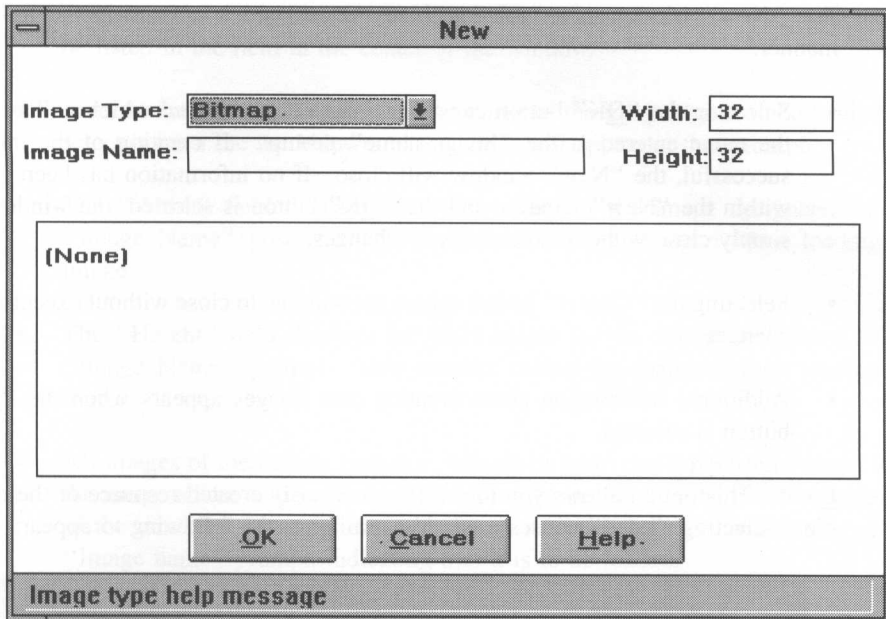 New
Image Type: Bitmap. Width: 32
Image Name: Height: 32
(None)
OK Cancel Help.
Image type help message